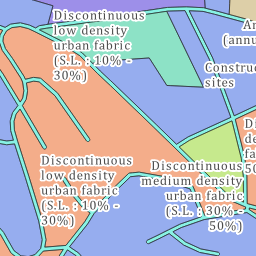 Discontinuous
low density
urban fabric
(S.L. : 10% -
30%)
(annu
Construc
sites
Discontinuous
low density
urban fabric
(S.L. : 10% -
30%)
Discontinuous
medium density
urban fabric
(S.L. : 30% -
50%)
An
Di
de
fa
50